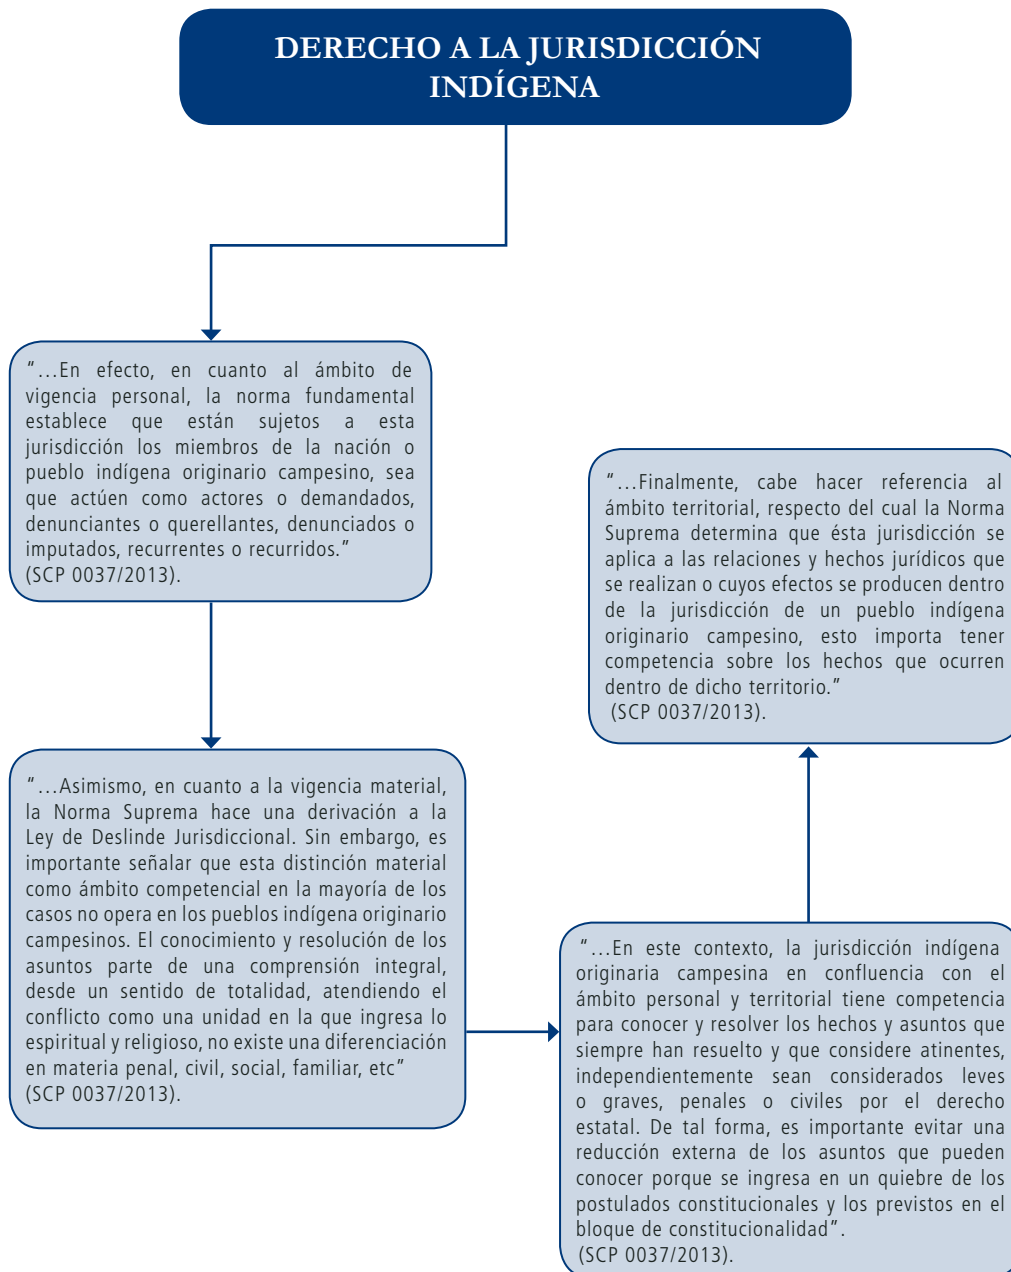 DERECHO A LA JURISDICCIÓN
INDÍGENA
“…En efecto, en cuanto al ámbito de
vigencia personal, la norma fundamental
establece que están sujetos a esta
jurisdicción los miembros de la nación o
pueblo indígena originario campesino, sea
que actúen como actores o demandados,
denunciantes o querellantes, denunciados o
imputados, recurrentes o recurridos.”
(SCP 0037/2013).
“…Asimismo, en cuanto a la vigencia material,
la Norma Suprema hace una derivación a la
Ley de Deslinde Jurisdiccional. Sin embargo, es
importante señalar que esta distinción material
como ámbito competencial en la mayoría de los
casos no opera en los pueblos indígena originario
campesinos. El conocimiento y resolución de los
asuntos parte de una comprensión integral,
desde un sentido de totalidad, atendiendo el
conflicto como una unidad en la que ingresa lo
espiritual y religioso, no existe una diferenciación
en materia penal, civil, social, familiar, etc”
(SCP 0037/2013).
“…En este contexto, la jurisdicción indígena
originaria campesina en confluencia con el
ámbito personal y territorial tiene competencia
para conocer y resolver los hechos y asuntos que
siempre han resuelto y que considere atinentes,
independientemente sean considerados leves
o graves, penales o civiles por el derecho
estatal. De tal forma, es importante evitar una
reducción externa de los asuntos que pueden
conocer porque se ingresa en un quiebre de los
postulados constitucionales y los previstos en el
bloque de constitucionalidad”.
(SCP 0037/2013).
“…Finalmente, cabe hacer referencia al
ámbito territorial, respecto del cual la Norma
Suprema determina que ésta jurisdicción se
aplica a las relaciones y hechos jurídicos que
se realizan o cuyos efectos se producen dentro
de la jurisdicción de un pueblo indígena
originario campesino, esto importa tener
competencia sobre los hechos que ocurren
dentro de dicho territorio.”
(SCP 0037/2013).